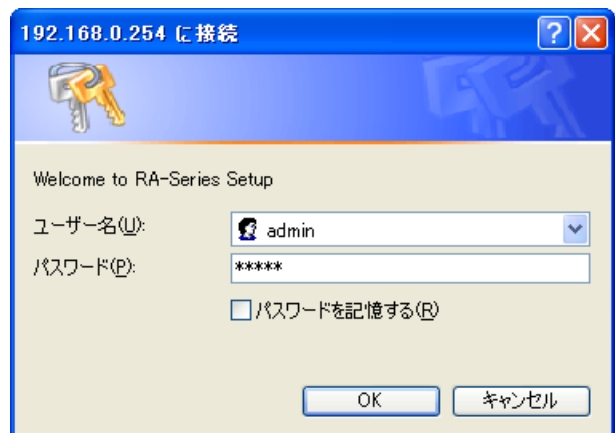 192.168.0.254 に接続
Welcome to RA-Series Setup
ユーザー名(U):
admin
パスワード(P):
*****
パスワードを記憶する(R)
OK
キャンセル